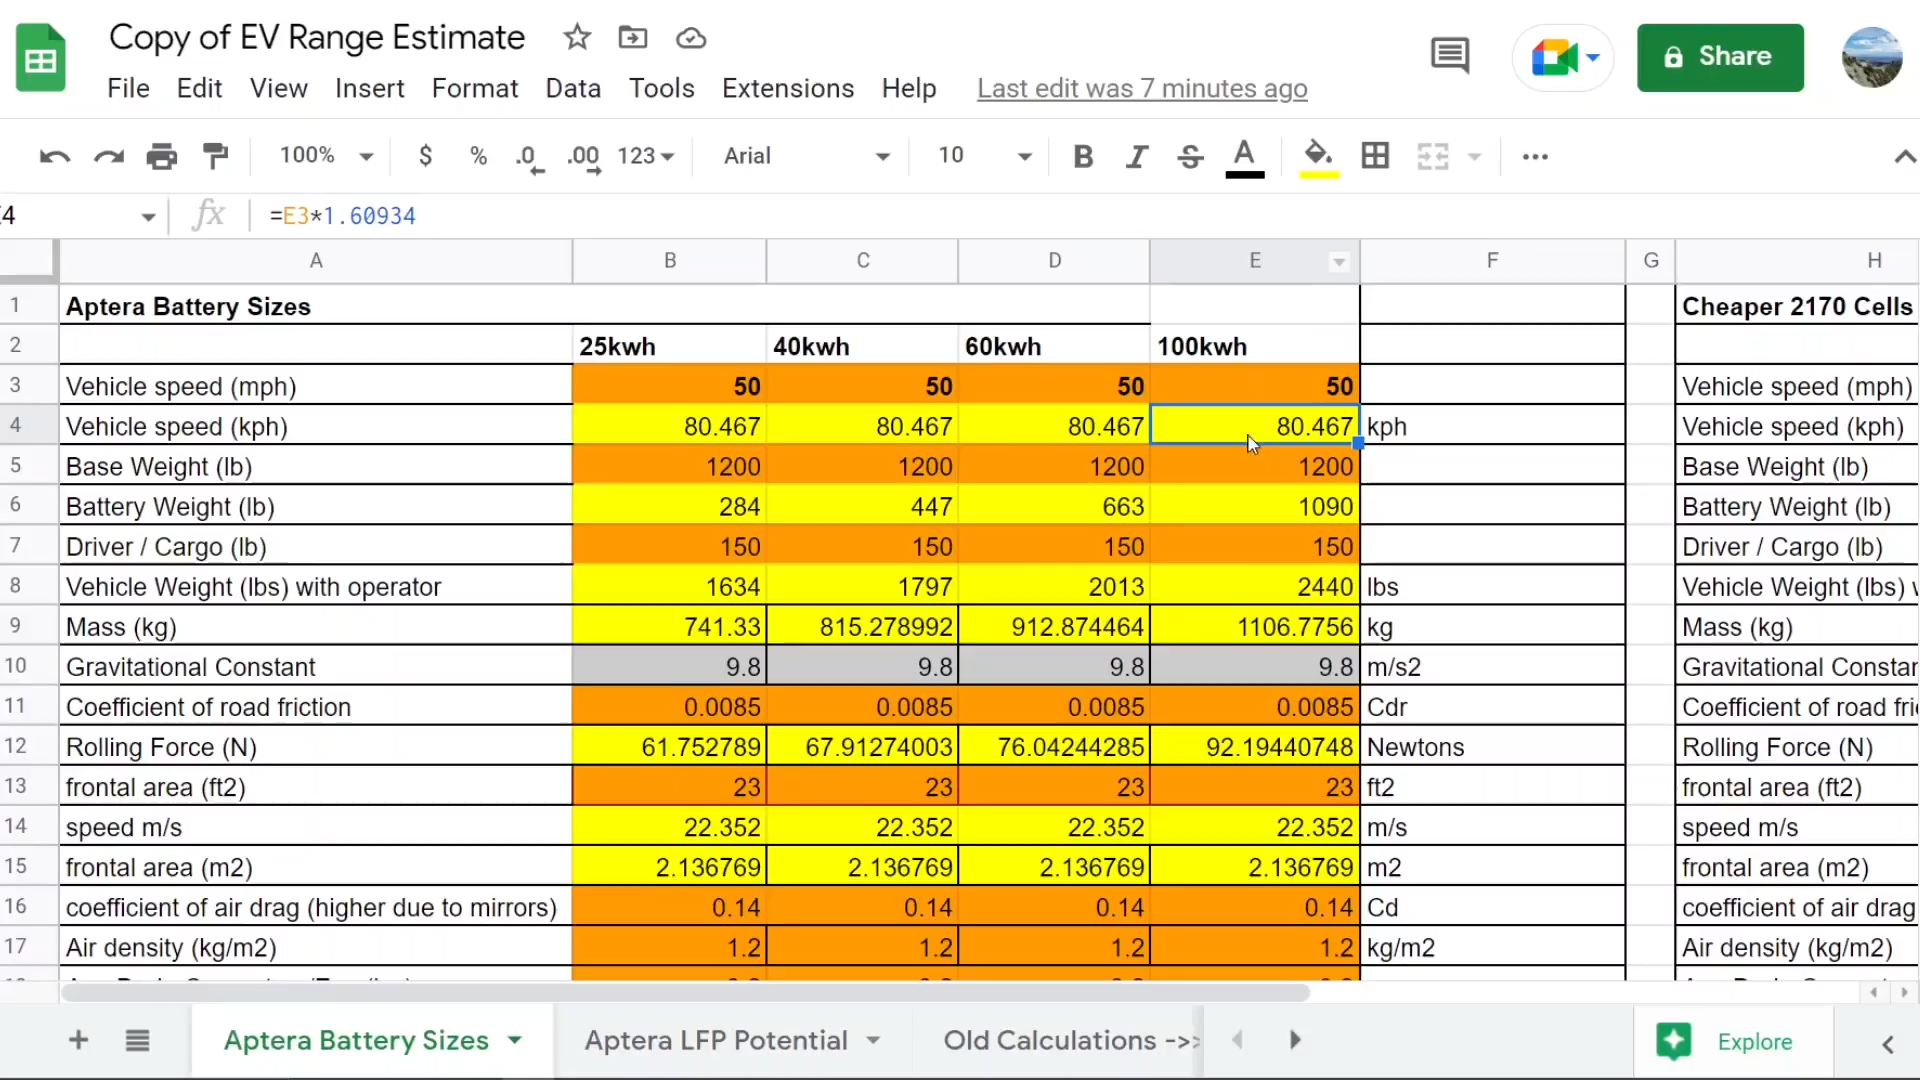 Copy of EV Range Estimate
Share
File Edit View Insert Format Data Tools Extensions Help Last edit was 7 minutes ago
100% $ % .0 .00 123 Arial 10 B I S A
fx =E3*1.60934
A B C D E F G H
1 Aptera Battery Sizes Cheaper 2170 Cells
2 25kwh 40kwh 60kwh 100kwh
3 Vehicle speed (mph) 50 50 50 50 Vehicle speed (mph)
4 Vehicle speed (kph) 80.467 80.467 80.467 80.467 kph Vehicle speed (kph)
5 Base Weight (lb) 1200 1200 1200 1200 Base Weight (lb)
6 Battery Weight (lb) 284 447 663 1090 Battery Weight (lb)
7 Driver / Cargo (lb) 150 150 150 150 Driver / Cargo (lb)
8 Vehicle Weight (lbs) with operator 1634 1797 2013 2440 lbs Vehicle Weight (lbs)
9 Mass (kg) 741.33 815.278992 912.874464 1106.7756 kg Mass (kg)
10 Gravitational Constant 9.8 9.8 9.8 9.8 m/s2 Gravitational
11 Coefficient of road friction 0.0085 0.0085 0.0085 0.0085 Cdr Coefficient of road
12 Rolling Force (N) 61.752789 67.91274003 76.04244285 92.19440748 Newtons Rolling Force (N)
13 frontal area (ft2) 23 23 23 23 ft2 frontal area (ft2)
14 speed m/s 22.352 22.352 22.352 22.352 m/s speed m/s
15 frontal area (m2) 2.136769 2.136769 2.136769 2.136769 m2 frontal area (m2)
16 coefficient of air drag (higher due to mirrors) 0.14 0.14 0.14 0.14 Cd coefficient of air drag
17 Air density (kg/m2) 1.2 1.2 1.2 1.2 kg/m2 Air density (kg/m2)
Aptera Battery Sizes Aptera LFP Potential Old Calculations ->> Explore